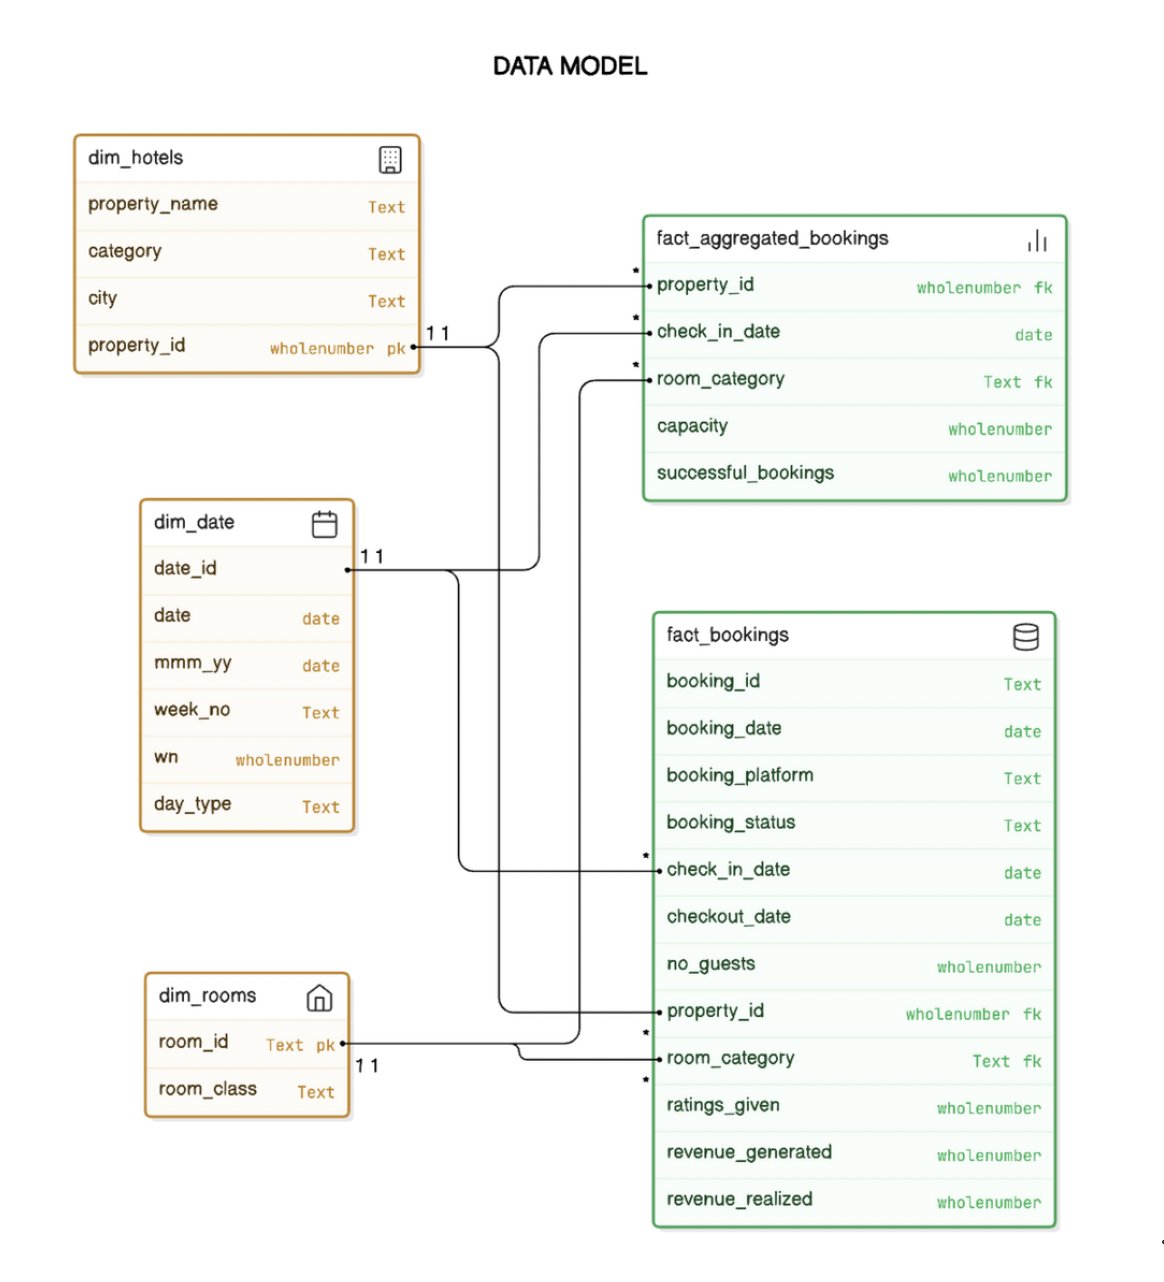 DATA MODEL
dim_hotels
property_name Text
category Text
city Text
property_id wholenumber pk
1 1
fact_aggregated_bookings
* property_id wholenumber fk
* check_in_date date
* room_category Text fk
capacity wholenumber
successful_bookings wholenumber
dim_date
date_id
1 1
date date
mmm_yy date
week_no Text
wn wholenumber
day_type Text
fact_bookings
booking_id Text
booking_date date
booking_platform Text
booking_status Text
* check_in_date date
checkout_date date
no_guests wholenumber
property_id wholenumber fk
* room_category Text fk
* ratings_given wholenumber
revenue_generated wholenumber
revenue_realized wholenumber
dim_rooms
room_id Text pk
1 1
room_class Text